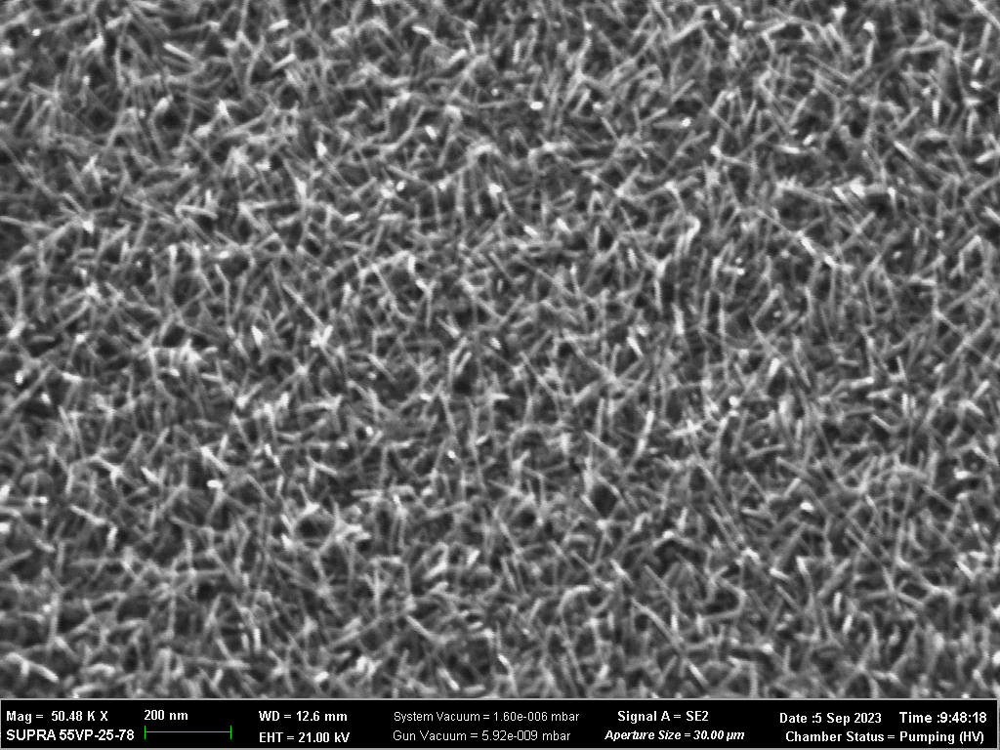 Mag = 50.48 K X 200 nm WD = 12.6 mm System Vacuum = 1.60e-006 mbar Signal A = SE2 Date :5 Sep 2023 Time :9:48:18
SUPRA 55VP-25-78 EHT = 21.00 kV Gun Vacuum = 5.92e-009 mbar Aperture Size = 30.00 µm Chamber Status = Pumping (HV)